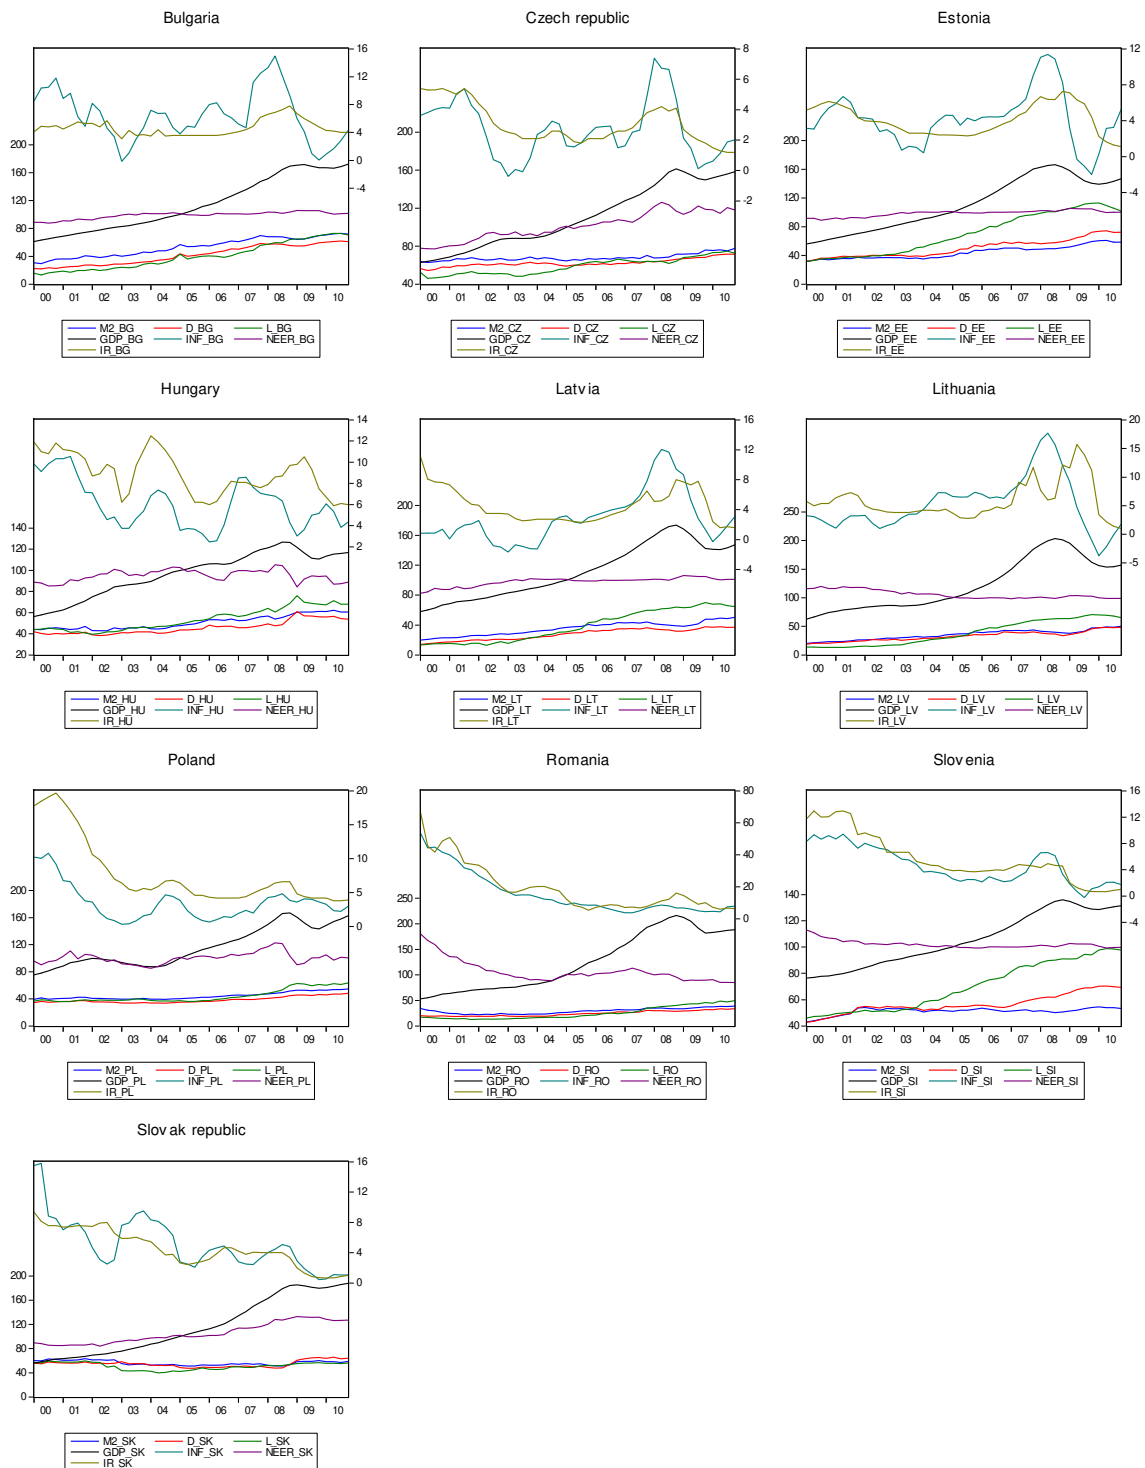 Bulgaria
16
12
8
4
0
-4
200
160
120
80
40
0
00 01 02 03 04 05 06 07 08 09 10
M2_BG D_BG L_BG
GDP_BG INF_BG NEER_BG
IR_BG
Czech republic
8
6
4
2
0
-2
200
160
120
80
40
00 01 02 03 04 05 06 07 08 09 10
M2_CZ D_CZ L_CZ
GDP_CZ INF_CZ NEER_CZ
IR_CZ
Estonia
12
8
4
0
-4
200
160
120
80
40
0
00 01 02 03 04 05 06 07 08 09 10
M2_EE D_EE L_EE
GDP_EE INF_EE NEER_EE
IR_EE
Hungary
14
12
10
8
6
4
2
140
120
100
80
60
40
20
00 01 02 03 04 05 06 07 08 09 10
M2_HU D_HU L_HU
GDP_HU INF_HU NEER_HU
IR_HU
Latvia
16
12
8
4
0
-4
200
160
120
80
40
0
00 01 02 03 04 05 06 07 08 09 10
M2_LT D_LT L_LT
GDP_LT INF_LT NEER_LT
IR_LT
Lithuania
20
15
10
5
0
-5
250
200
150
100
50
0
00 01 02 03 04 05 06 07 08 09 10
M2_LV D_LV L_LV
GDP_LV INF_LV NEER_LV
IR_LV
Poland
20
15
10
5
0
200
160
120
80
40
0
00 01 02 03 04 05 06 07 08 09 10
M2_PL D_PL L_PL
GDP_PL INF_PL NEER_PL
IR_PL
Romania
80
60
40
20
0
250
200
150
100
50
0
00 01 02 03 04 05 06 07 08 09 10
M2_RO D_RO L_RO
GDP_RO INF_RO NEER_RO
IR_RO
Slovenia
16
12
8
4
0
-4
140
120
100
80
60
40
00 01 02 03 04 05 06 07 08 09 10
M2_SI D_SI L_SI
GDP_SI INF_SI NEER_SI
IR_SI
Slovak republic
16
12
8
4
0
200
160
120
80
40
0
00 01 02 03 04 05 06 07 08 09 10
M2_SK D_SK L_SK
GDP_SK INF_SK NEER_SK
IR_SK